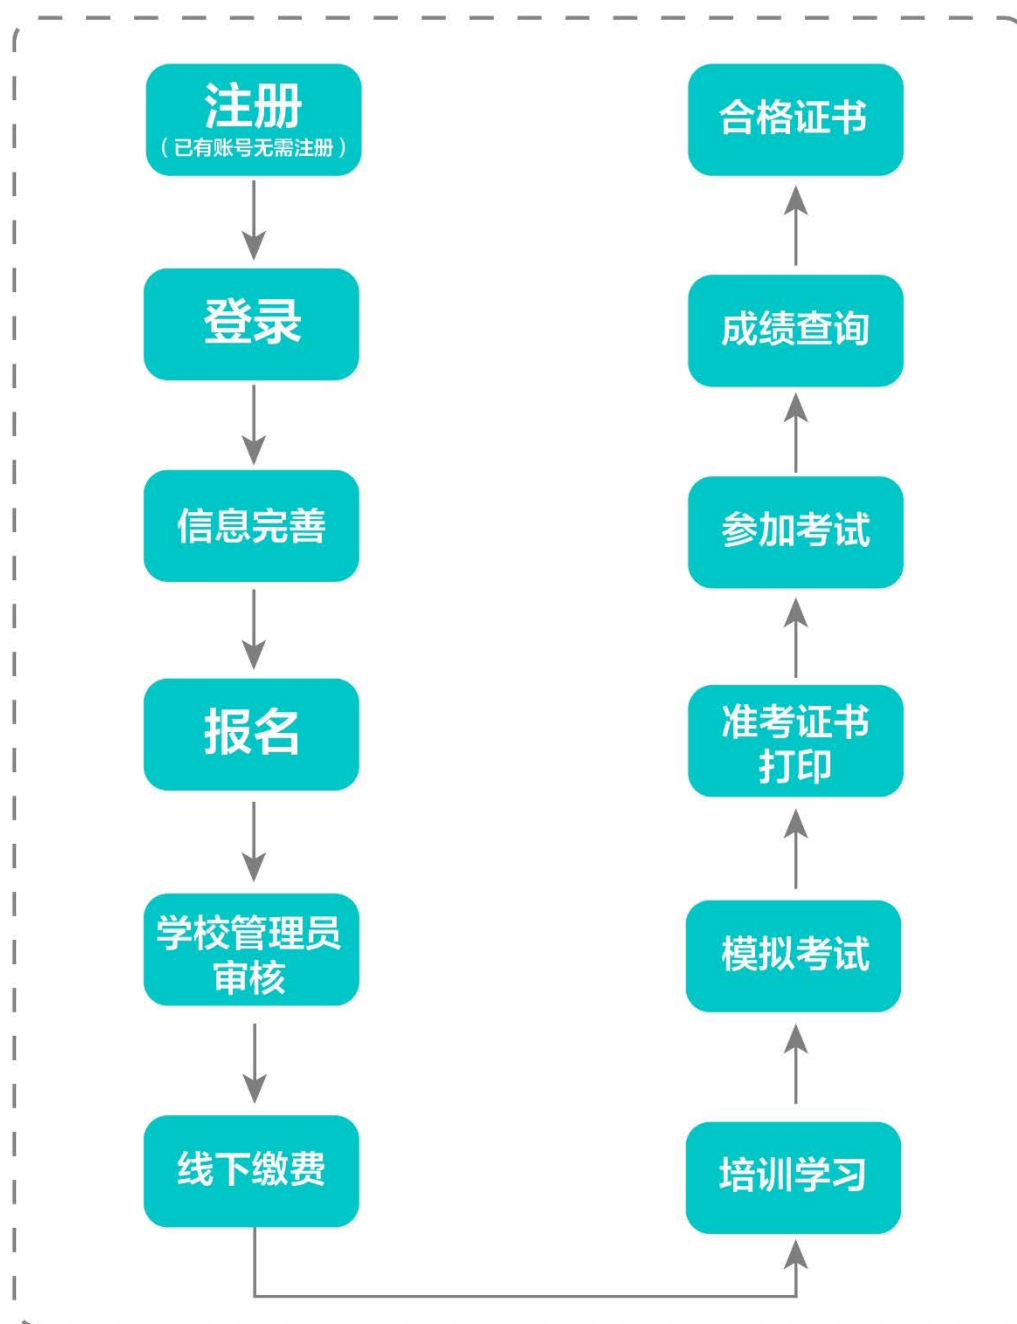 注册
（已有账号无需注册）
登录
信息完善
报名
学校管理员
审核
线下缴费
培训学习
模拟考试
准考证书
打印
参加考试
成绩查询
合格证书